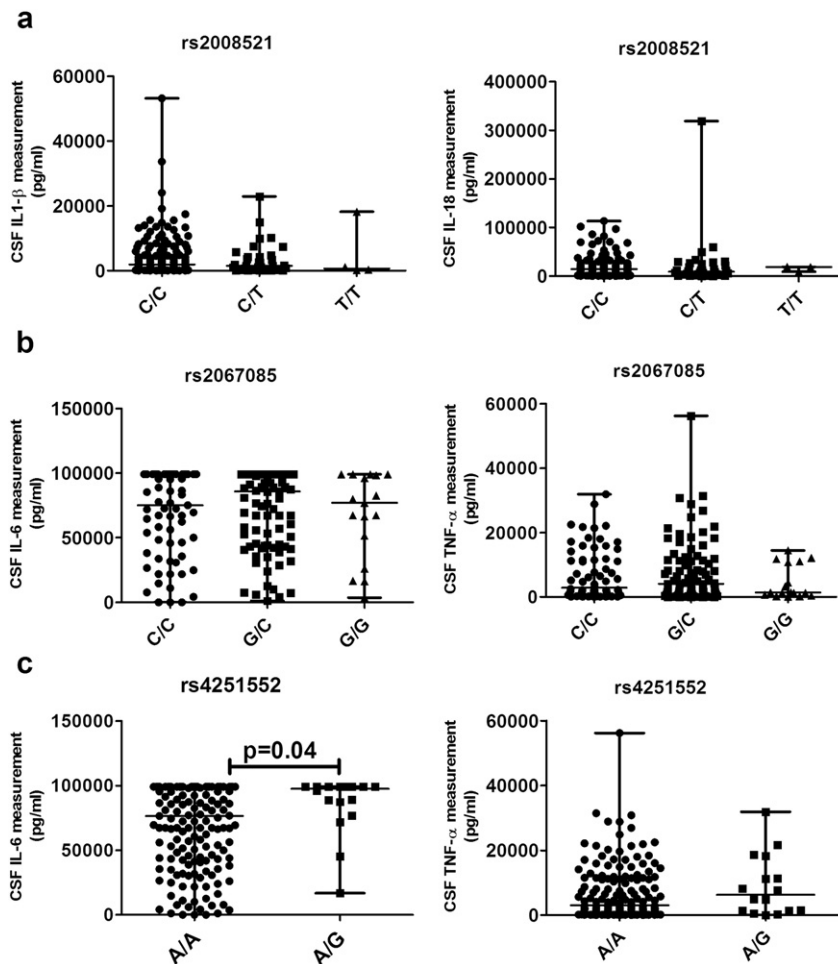 a
rs2008521
CSF IL1-β measurement
(pg/ml)
60000
40000
20000
0
C/C
C/T
T/T
rs2008521
CSF IL-18 measurement
(pg/ml)
400000
300000
200000
100000
0
C/C
C/T
T/T
b
rs2067085
CSF IL-6 measurement
(pg/ml)
150000
100000
50000
0
C/C
G/C
G/G
rs2067085
CSF TNF-α measurement
(pg/ml)
60000
40000
20000
0
C/C
G/C
G/G
c
rs4251552
CSF IL-6 measurement
(pg/ml)
150000
100000
50000
0
p=0.04
A/A
A/G
rs4251552
CSF TNF-α measurement
(pg/ml)
60000
40000
20000
0
A/A
A/G